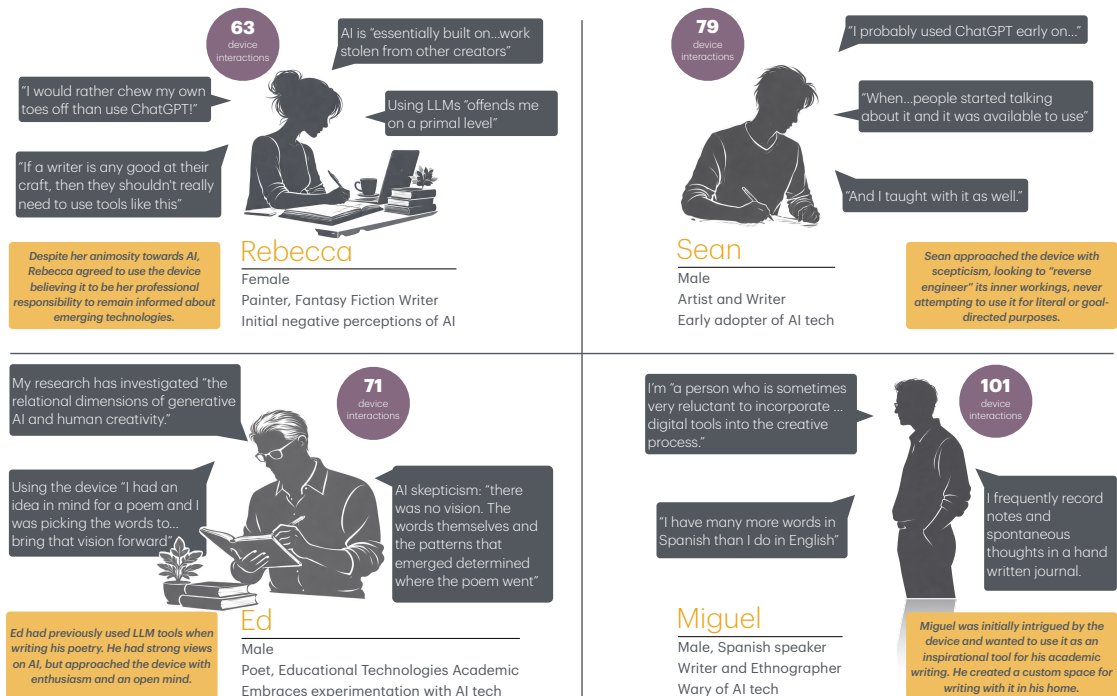 63
device
interactions
AI is “essentially built on...work
stolen from other creators”
“I would rather chew my own
toes off than use ChatGPT!”
Using LLMs “offends me
on a primal level”
“If a writer is any good at their
craft, then they shouldn't really
need to use tools like this”
Despite her animosity towards AI,
Rebecca agreed to use the device
believing it to be her professional
responsibility to remain informed about
emerging technologies.
Rebecca
Female
Painter, Fantasy Fiction Writer
Initial negative perceptions of AI
79
device
interactions
“I probably used ChatGPT early on...”
“When...people started talking
about it and it was available to use”
“And I taught with it as well.”
Sean
Male
Artist and Writer
Early adopter of AI tech
Sean approached the device with
scepticism, looking to “reverse
engineer” its inner workings, never
attempting to use it for literal or goal-
directed purposes.
My research has investigated “the
relational dimensions of generative
AI and human creativity.”
71
device
interactions
Using the device “I had an
idea in mind for a poem and I
was picking the words to...
bring that vision forward”
AI skepticism: “there
was no vision. The
words themselves and
the patterns that
emerged determined
where the poem went”
Ed had previously used LLM tools when
writing his poetry. He had strong views
on AI, but approached the device with
enthusiasm and an open mind.
Ed
Male
Poet, Educational Technologies Academic
Embraces experimentation with AI tech
I’m “a person who is sometimes
very reluctant to incorporate ...
digital tools into the creative
process.”
101
device
interactions
“I have many more words in
Spanish than I do in English”
I frequently record
notes and
spontaneous
thoughts in a hand
written journal.
Miguel
Male, Spanish speaker
Writer and Ethnographer
Wary of AI tech
Miguel was initially intrigued by the
device and wanted to use it as an
inspirational tool for his academic
writing. He created a custom space for
writing with it in his home.